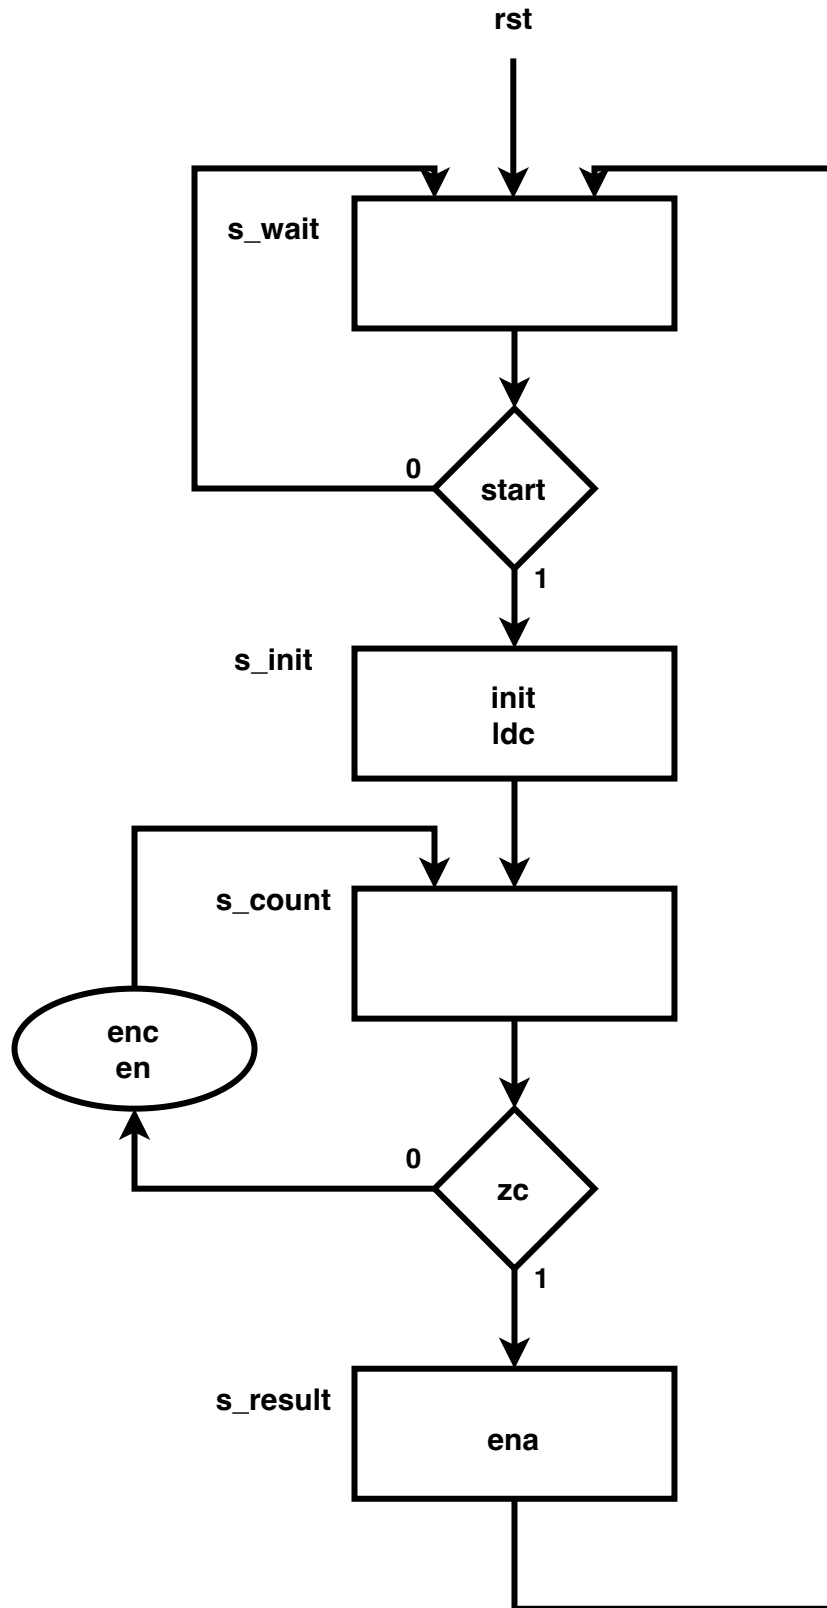 rst
s_wait
0
start
1
s_init
init
ldc
s_count
enc
en
0
zc
1
s_result
ena